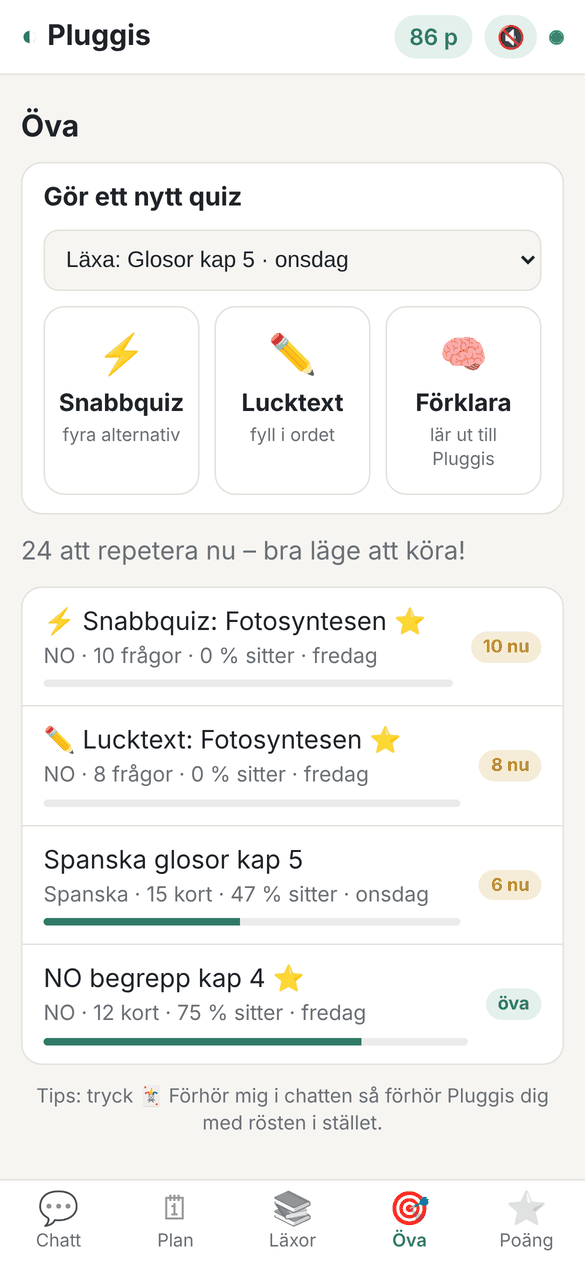 Pluggis
86 p
Öva
Gör ett nytt quiz
Läxa: Glosor kap 5 · onsdag
Snabbquiz
fyra alternativ
Lucktext
fyll i ordet
Förklara
lär ut till
Pluggis
24 att repetera nu – bra läge att köra!
⚡ Snabbquiz: Fotosyntesen ⭐
NO · 10 frågor · 0 % sitter · fredag
10 nu
✏️ Lucktext: Fotosyntesen ⭐
NO · 8 frågor · 0 % sitter · fredag
8 nu
Spanska glosor kap 5
Spanska · 15 kort · 47 % sitter · onsdag
6 nu
NO begrepp kap 4 ⭐
NO · 12 kort · 75 % sitter · fredag
öva
Tips: tryck 🃏 Förhör mig i chatten så förhör Pluggis dig
med rösten i stället.
Chatt
Plan
Läxor
Öva
Poäng